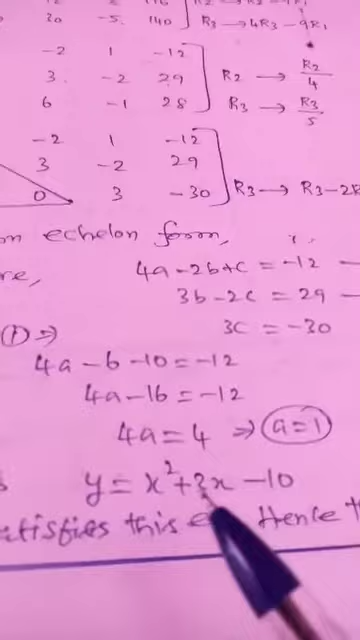 30 -5 140 R3 → 4R3 - 9R1
-2 1 -12
3 -2 29 R2 → R2/4
6 -1 28 R3 → R3/5
-2 1 -12
3 -2 29
0 3 -30 R3 → R3 - 2R
echelon form,
4a - 2b + c = -12
3b - 2c = 29
3c = -30
(1) ⇒
4a - 6 - 10 = -12
4a - 16 = -12
4a = 4 ⇒ a = 1
y = x² + 3x - 10
satisfies this Hence